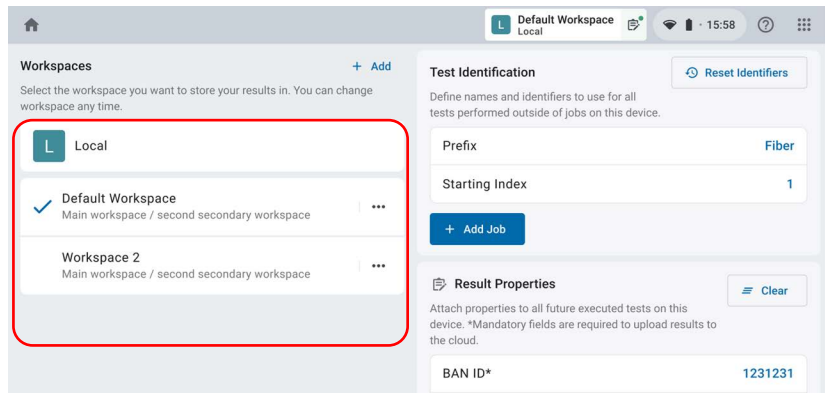 L
Default Workspace
Local
15:58
Workspaces
+ Add
Select the workspace you want to store your results in. You can change
workspace any time.
L
Local
Default Workspace
Main workspace / second secondary workspace
Workspace 2
Main workspace / second secondary workspace
Test Identification
Reset Identifiers
Define names and identifiers to use for all
tests performed outside of jobs on this device.
Prefix
Fiber
Starting Index
1
+ Add Job
Result Properties
Clear
Attach properties to all future executed tests on this
device. *Mandatory fields are required to upload results to
the cloud.
BAN ID*
1231231